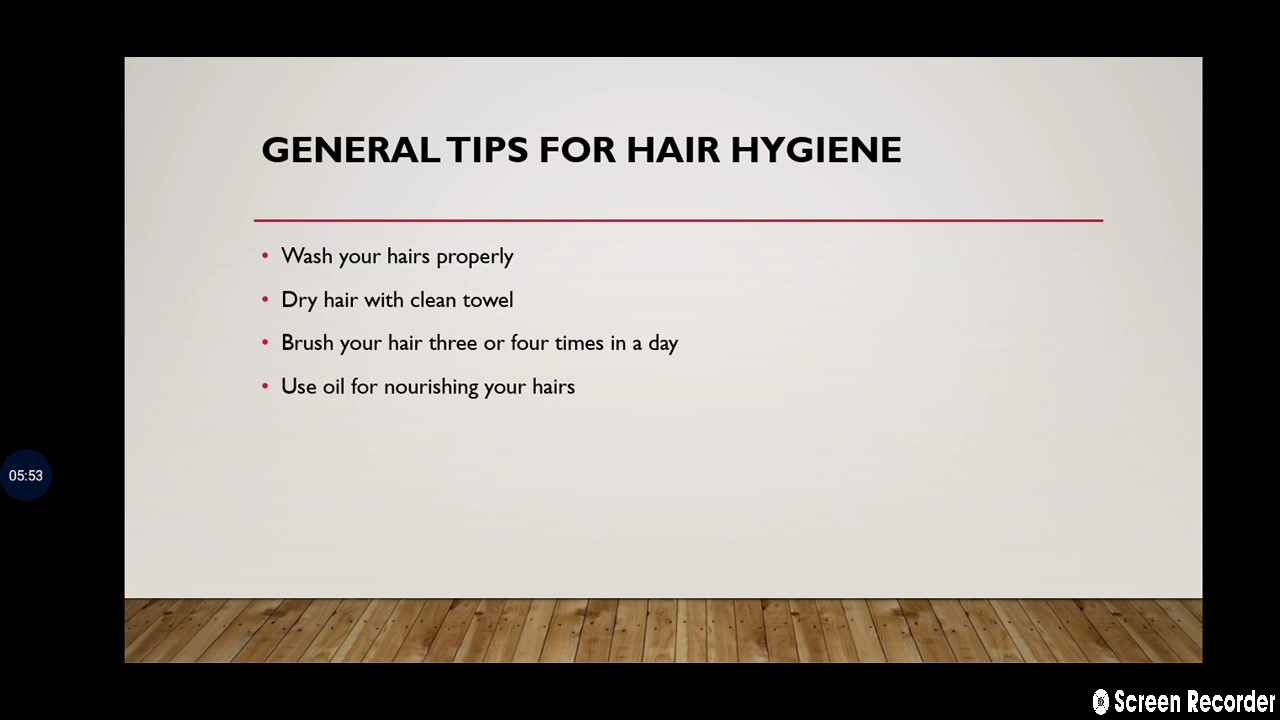 GENERAL TIPS FOR HAIR HYGIENE
• Wash your hairs properly
• Dry hair with clean towel
• Brush your hair three or four times in a day
• Use oil for nourishing your hairs
05:53
Screen Recorder